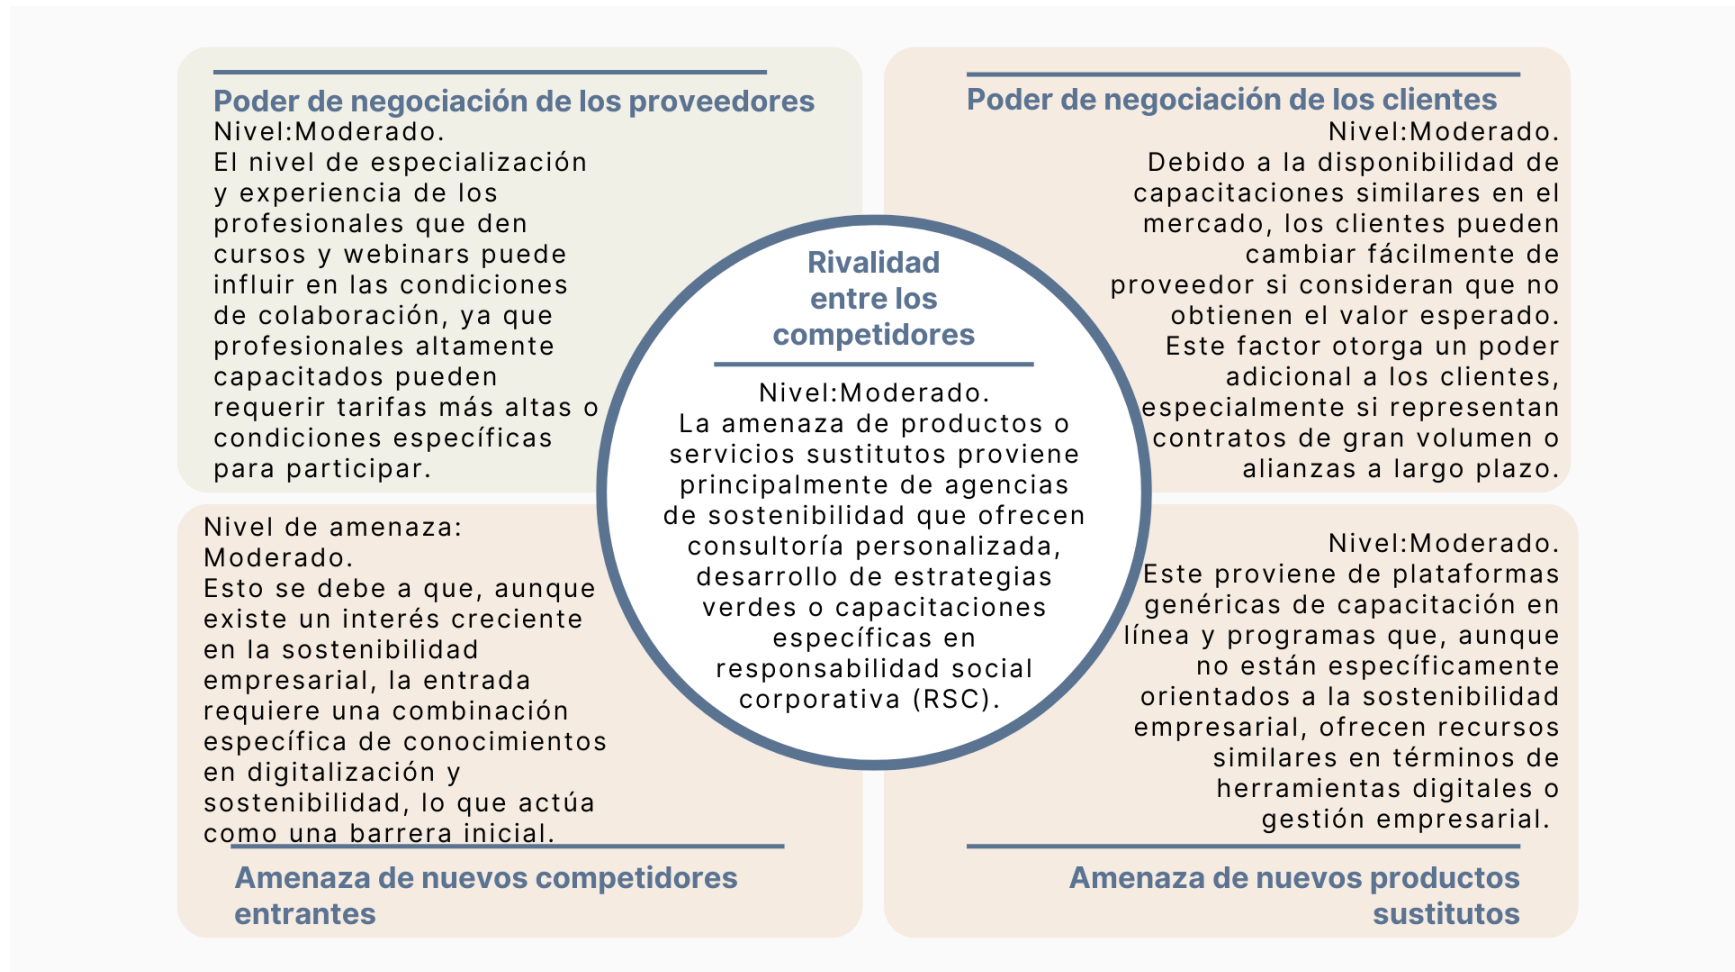 Poder de negociación de los proveedores
Nivel:Moderado.
El nivel de especialización
y experiencia de los
profesionales que den
cursos y webinars puede
influir en las condiciones
de colaboración, ya que
profesionales altamente
capacitados pueden
requerir tarifas más altas o
condiciones específicas
para participar.
Poder de negociación de los clientes
Nivel:Moderado.
Debido a la disponibilidad de
capacitaciones similares en el
mercado, los clientes pueden
cambiar fácilmente de
proveedor si consideran que no
obtienen el valor esperado.
Este factor otorga un poder
adicional a los clientes,
especialmente si representan
contratos de gran volumen o
alianzas a largo plazo.
Rivalidad
entre los
competidores
Nivel:Moderado.
La amenaza de productos o
servicios sustitutos proviene
principalmente de agencias
de sostenibilidad que ofrecen
consultoría personalizada,
desarrollo de estrategias
verdes o capacitaciones
específicas en
responsabilidad social
corporativa (RSC).
Nivel de amenaza:
Moderado.
Esto se debe a que, aunque
existe un interés creciente
en la sostenibilidad
empresarial, la entrada
requiere una combinación
específica de conocimientos
en digitalización y
sostenibilidad, lo que actúa
como una barrera inicial.
Amenaza de nuevos competidores
entrantes
Nivel:Moderado.
Este proviene de plataformas
genéricas de capacitación en
línea y programas que, aunque
no están específicamente
orientados a la sostenibilidad
empresarial, ofrecen recursos
similares en términos de
herramientas digitales o
gestión empresarial.
Amenaza de nuevos productos
sustitutos